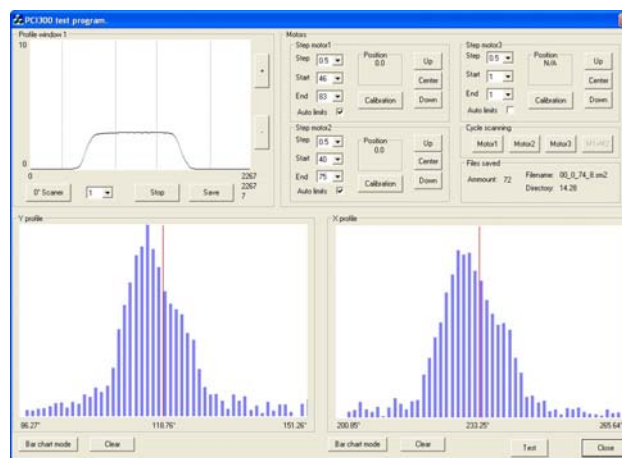 PCI300 test program.
Profile window 1
10
0
0
2267
2267
7
0° Scaner
1
Stop
Save
+
-
Motors
Step motor1
Step
0.5
Start
46
End
83
Auto limits
Position
0.0
Calibration
Up
Center
Down
Step motor2
Step
0.5
Start
40
End
75
Auto limits
Position
0.0
Calibration
Up
Center
Down
Step motor3
Step
0.5
Start
1
End
1
Auto limits
Position
N/A
Calibration
Up
Center
Down
Cycle scanning
Motor1
Motor2
Motor3
Files saved
Ammount: 72
Filename:
Directory: 14.28
Y profile
96.27"
118.76"
151.26"
Bar chart mode
Clear
X profile
200.85"
233.25"
265.64"
Bar chart mode
Clear
Test
Close